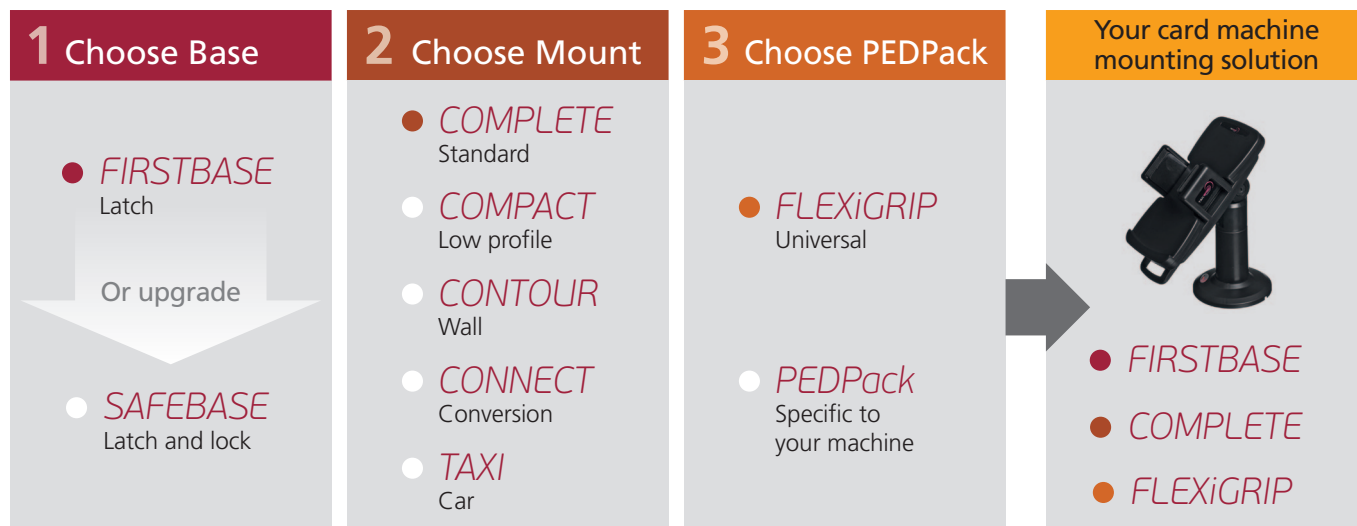 1 Choose Base
FIRSTBASE
Latch
Or upgrade
SAFEBASE
Latch and lock
2 Choose Mount
COMPLETE
Standard
COMPACT
Low profile
CONTOUR
Wall
CONNECT
Conversion
TAXI
Car
3 Choose PEDPack
FLEXiGRIP
Universal
PEDPack
Specific to
your machine
Your card machine
mounting solution
FIRSTBASE
COMPLETE
FLEXiGRIP